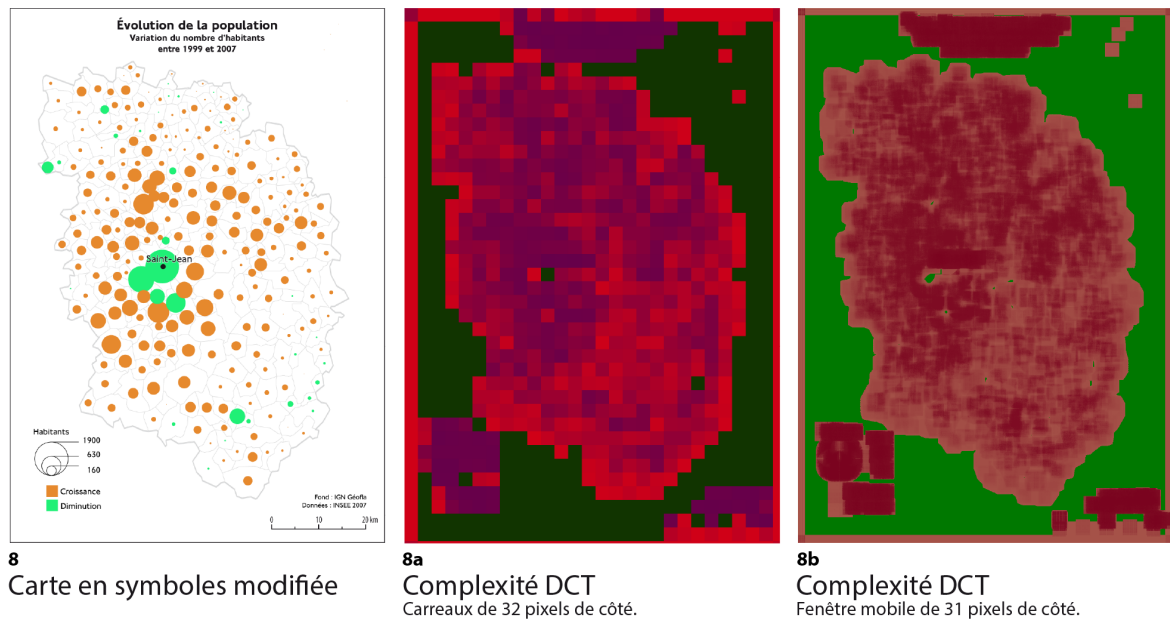 Évolution de la population
Variation du nombre d'habitants
entre 1999 et 2007
Saint-Jean
Habitants
1900
630
160
Croissance
Diminution
Fond : IGN Géofla
Données : INSEE 2007
0 10 20 km
8
Carte en symboles modifiée
8a
Complexité DCT
Carreaux de 32 pixels de côté.
8b
Complexité DCT
Fenêtre mobile de 31 pixels de côté.